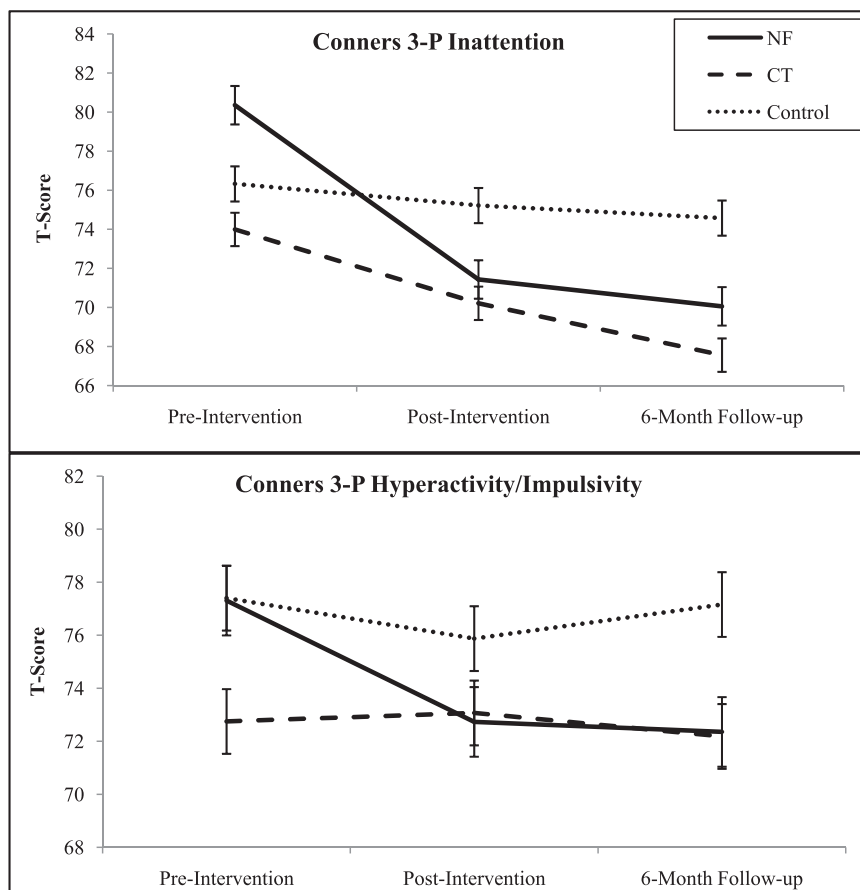 Conners 3-P Inattention
NF
CT
Control
T-Score
84
82
80
78
76
74
72
70
68
66
Pre-Intervention
Post-Intervention
6-Month Follow-up
Conners 3-P Hyperactivity/Impulsivity
T-Score
82
80
78
76
74
72
70
68
Pre-Intervention
Post-Intervention
6-Month Follow-up